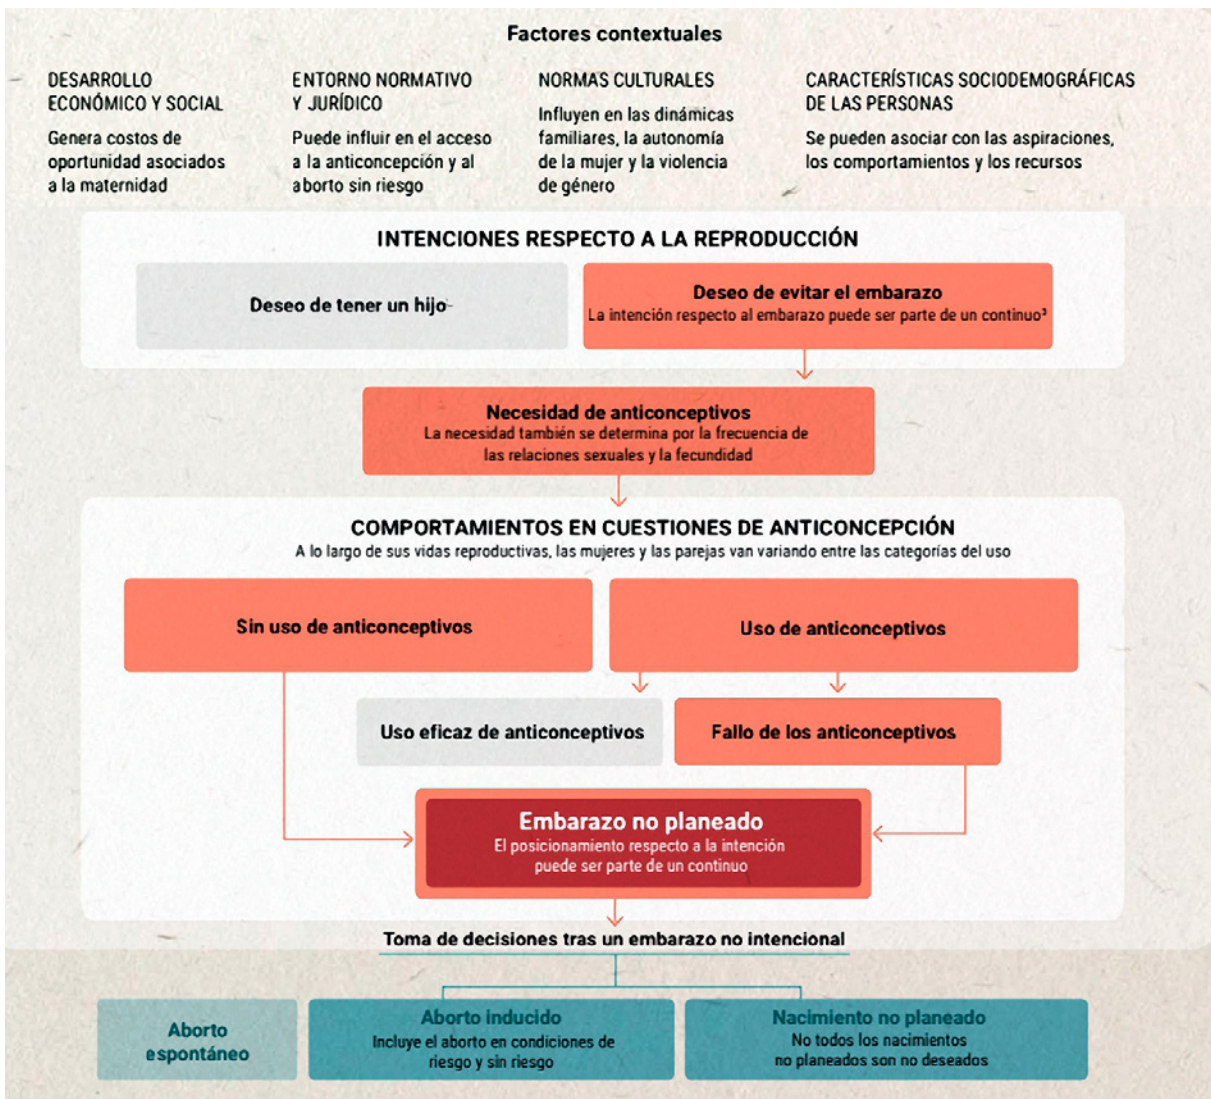 Factores contextuales
DESARROLLO
ECONÓMICO Y SOCIAL
Genera costos de
oportunidad asociados
a la maternidad
ENTORNO NORMATIVO
Y JURÍDICO
Puede influir en el acceso
a la anticoncepción y al
aborto sin riesgo
NORMAS CULTURALES
Influyen en las dinámicas
familiares, la autonomía
de la mujer y la violencia
de género
CARACTERÍSTICAS SOCIODEMOGRÁFICAS
DE LAS PERSONAS
Se pueden asociar con las aspiraciones,
los comportamientos y los recursos
INTENCIONES RESPECTO A LA REPRODUCCIÓN
Deseo de tener un hijo
Deseo de evitar el embarazo
La intención respecto al embarazo puede ser parte de un continuo³
Necesidad de anticonceptivos
La necesidad también se determina por la frecuencia de
las relaciones sexuales y la fecundidad
COMPORTAMIENTOS EN CUESTIONES DE ANTICONCEPCIÓN
A lo largo de sus vidas reproductivas, las mujeres y las parejas van variando entre las categorías del uso
Sin uso de anticonceptivos
Uso de anticonceptivos
Uso eficaz de anticonceptivos
Fallo de los anticonceptivos
Embarazo no planeado
El posicionamiento respecto a la intención
puede ser parte de un continuo
Toma de decisiones tras un embarazo no intencional
Aborto
espontáneo
Aborto inducido
Incluye el aborto en condiciones de
riesgo y sin riesgo
Nacimiento no planeado
No todos los nacimientos
no planeados son no deseados